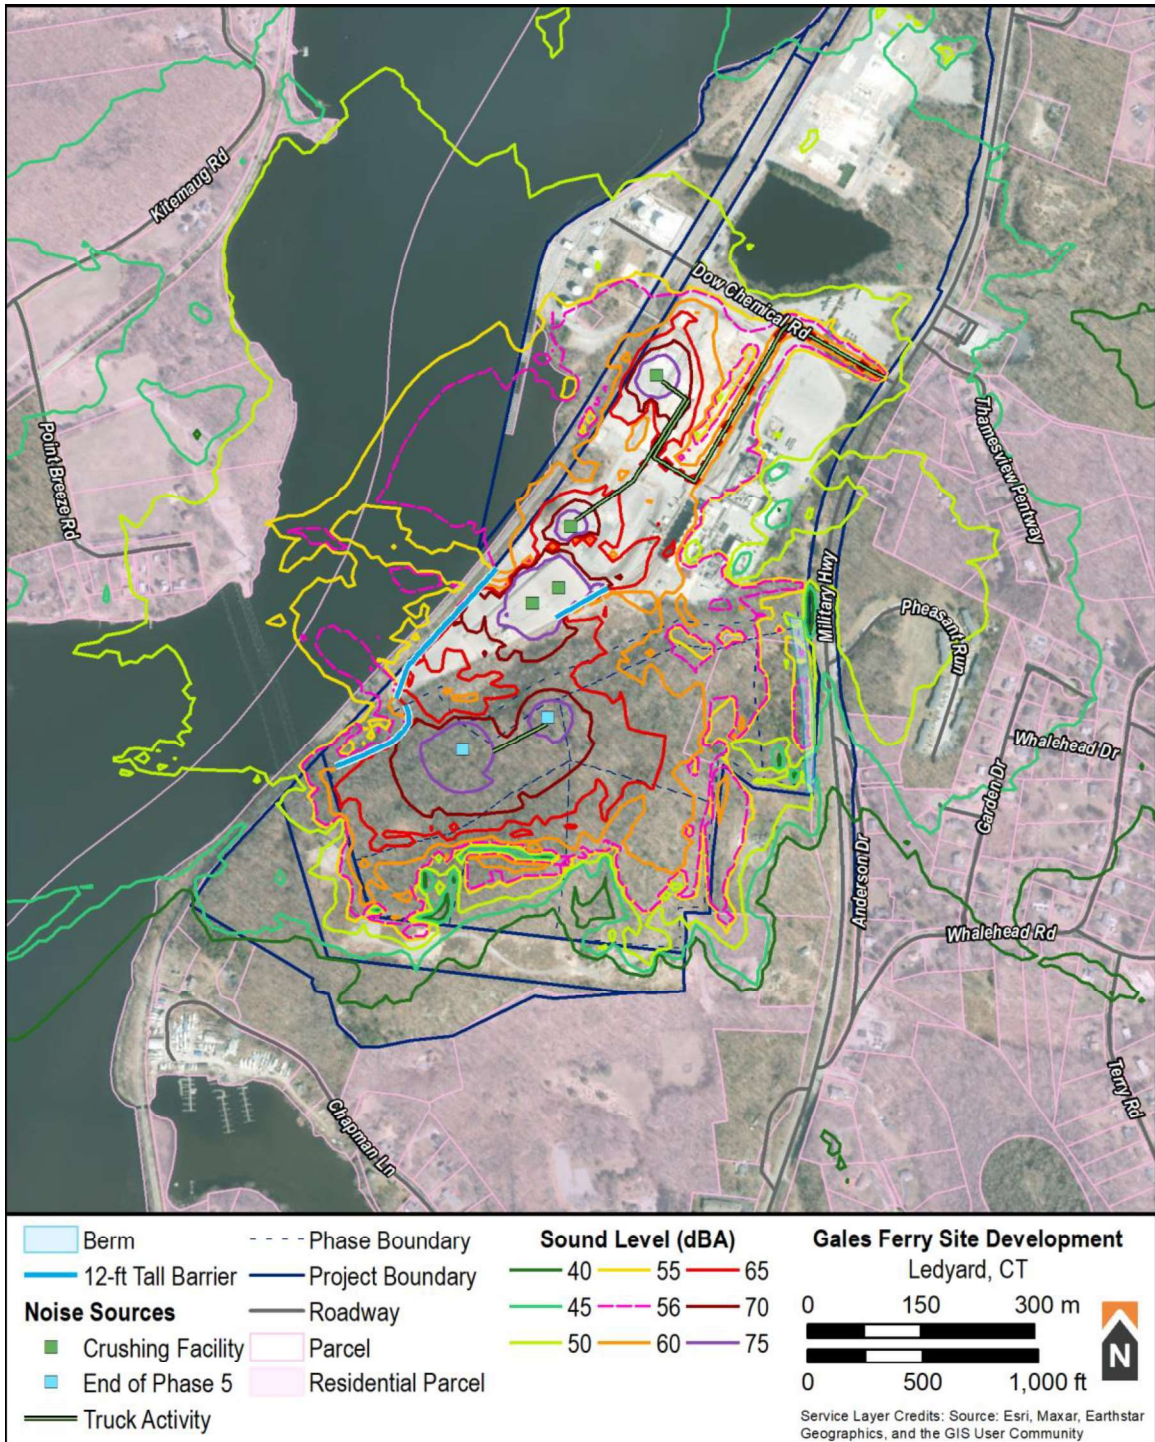 Kitemaug Rd
Dow Chemical Rd
Point Breeze Rd
Thamesview Pentway
Military Hwy
Pheasant Run
Whalehead Dr
Garden Dr
Anderson Dr
Whalehead Rd
Terry Rd
Chapman Ln
Berm
12-ft Tall Barrier
Noise Sources
Crushing Facility
End of Phase 5
Truck Activity
Phase Boundary
Project Boundary
Roadway
Parcel
Residential Parcel
Sound Level (dBA)
40 55 65
45 56 70
50 60 75
Gales Ferry Site Development
Ledyard, CT
0 150 300 m
0 500 1,000 ft
N
Service Layer Credits: Source: Esri, Maxar, Earthstar
Geographics, and the GIS User Community